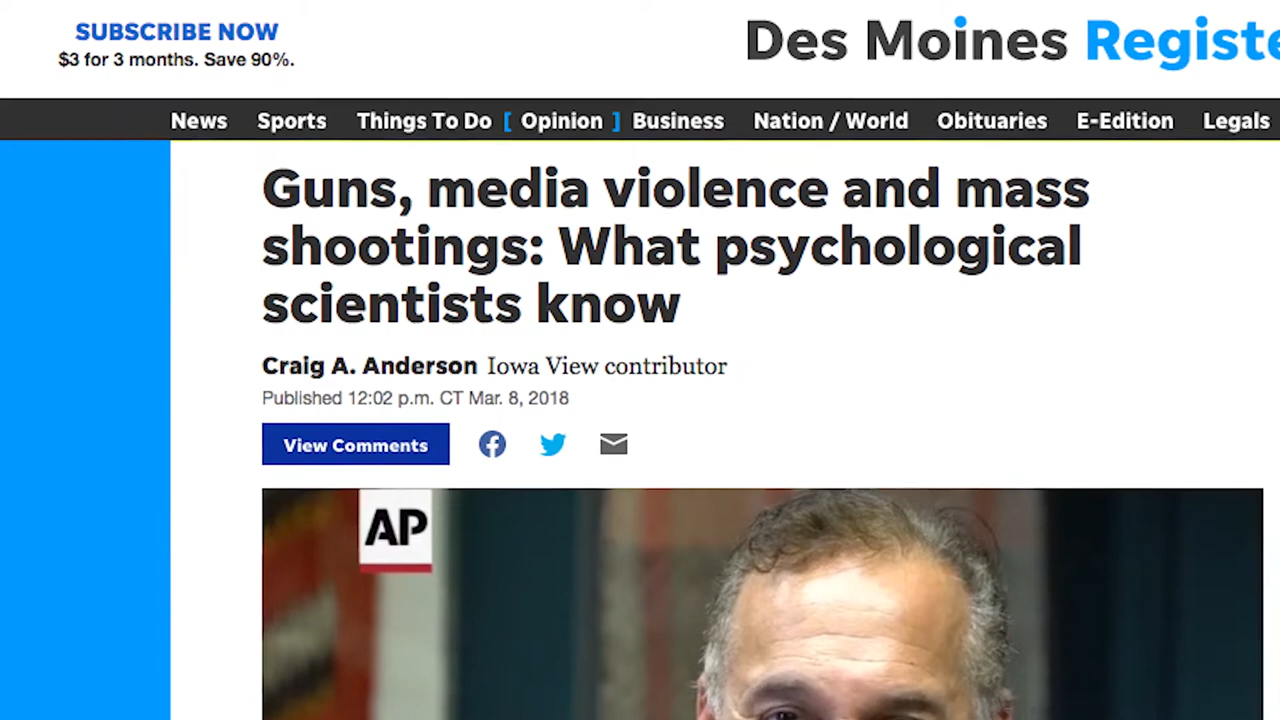 SUBSCRIBE NOW
$3 for 3 months. Save 90%.
Des Moines Registe
News Sports Things To Do [ Opinion ] Business Nation / World Obituaries E-Edition Legals
Guns, media violence and mass
shootings: What psychological
scientists know
Craig A. Anderson Iowa View contributor
Published 12:02 p.m. CT Mar. 8, 2018
View Comments
AP